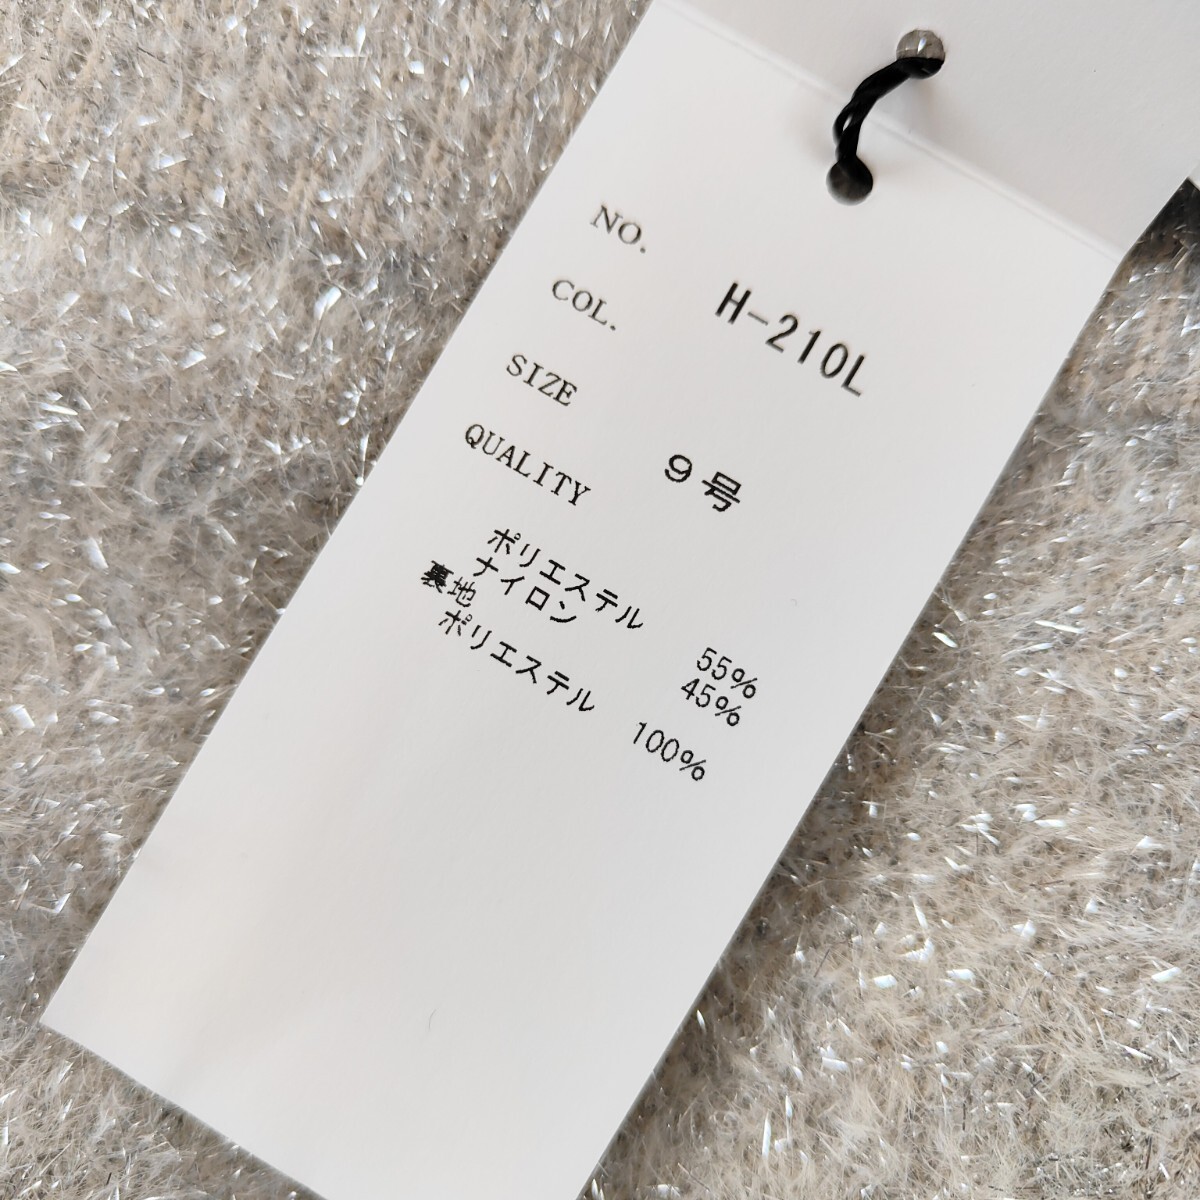 NO. H-210L
COL.
SIZE 9号
QUALITY
ポリエステル 55%
ナイロン 45%
裏地
ポリエステル 100%